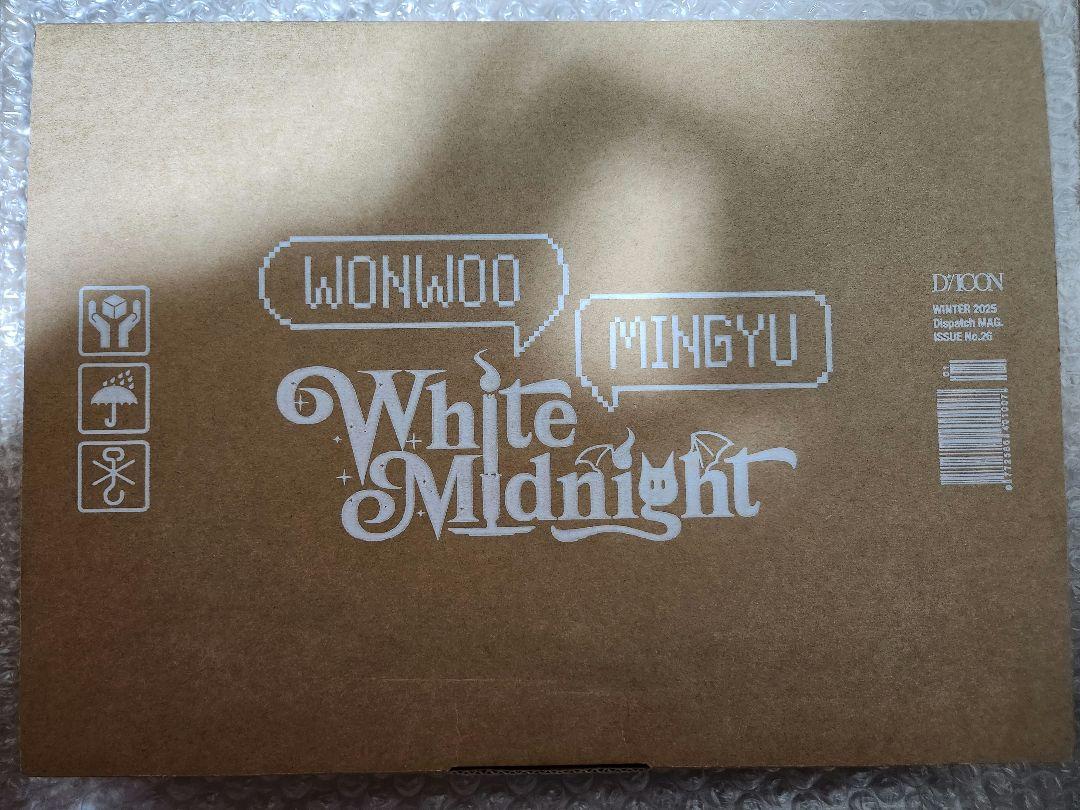 WONWOO
MINGYU
White
Midnight
D/ICON
WINTER 2025
Dispatch MAG.
ISSUE No.26